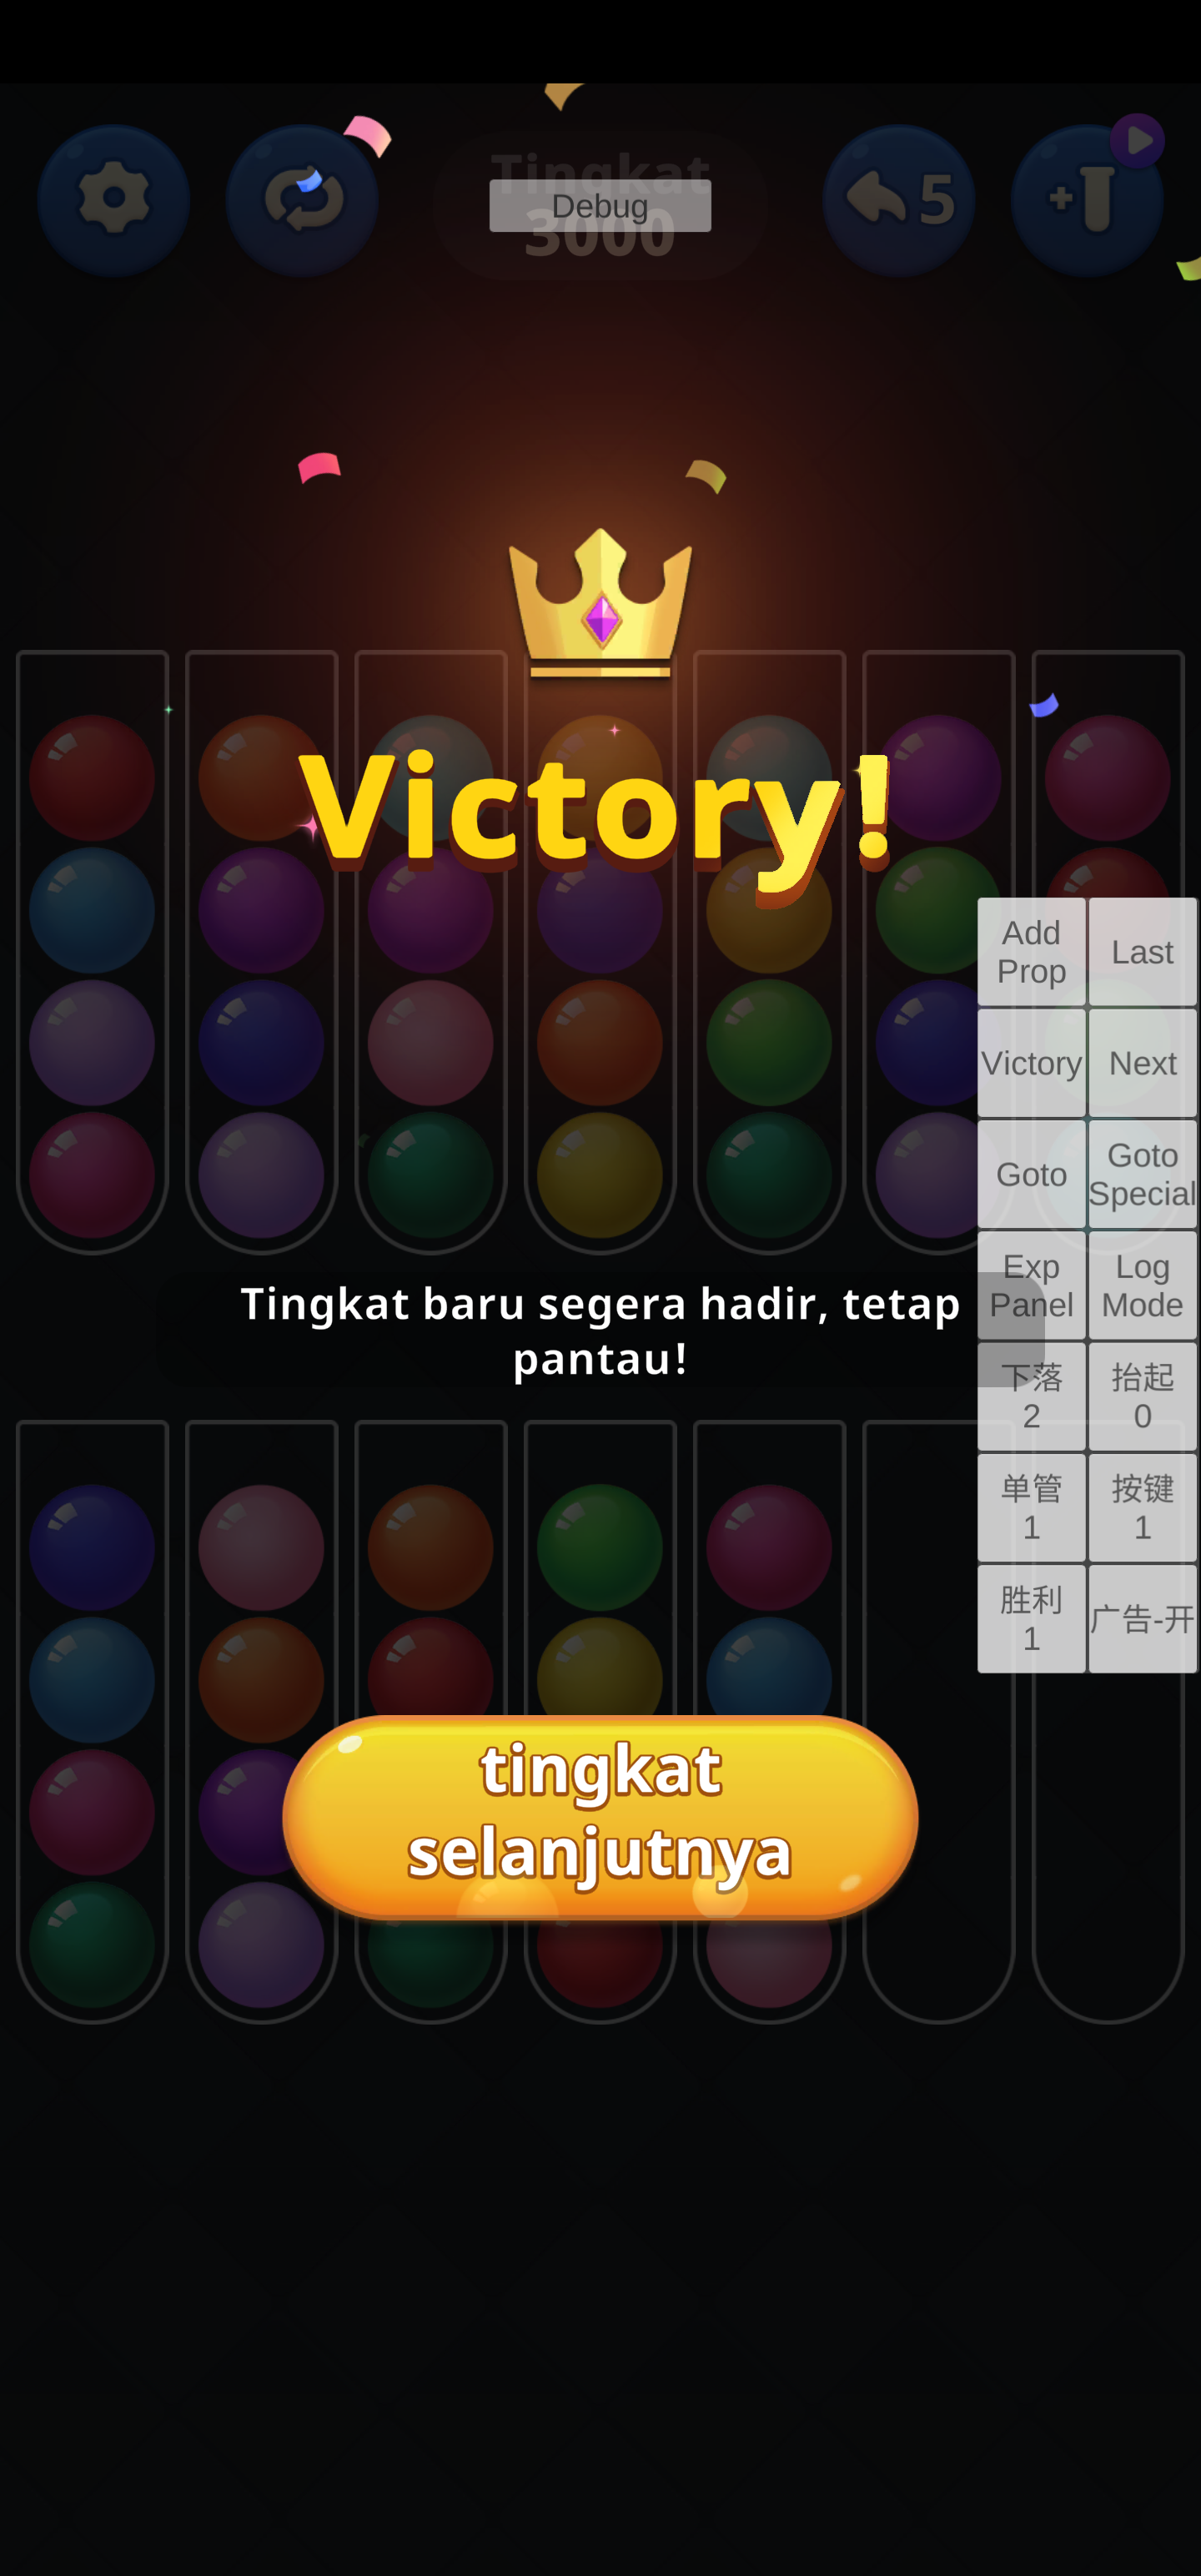 Tingkat
Debug
3000
5
Victory!
Add
Prop
Last
Victory
Next
Goto
Goto
Special
Exp
Panel
Log
Mode
Tingkat baru segera hadir, tetap
pantau!
下落
2
抬起
0
单管
1
按键
1
胜利
1
广告-开
tingkat
selanjutnya